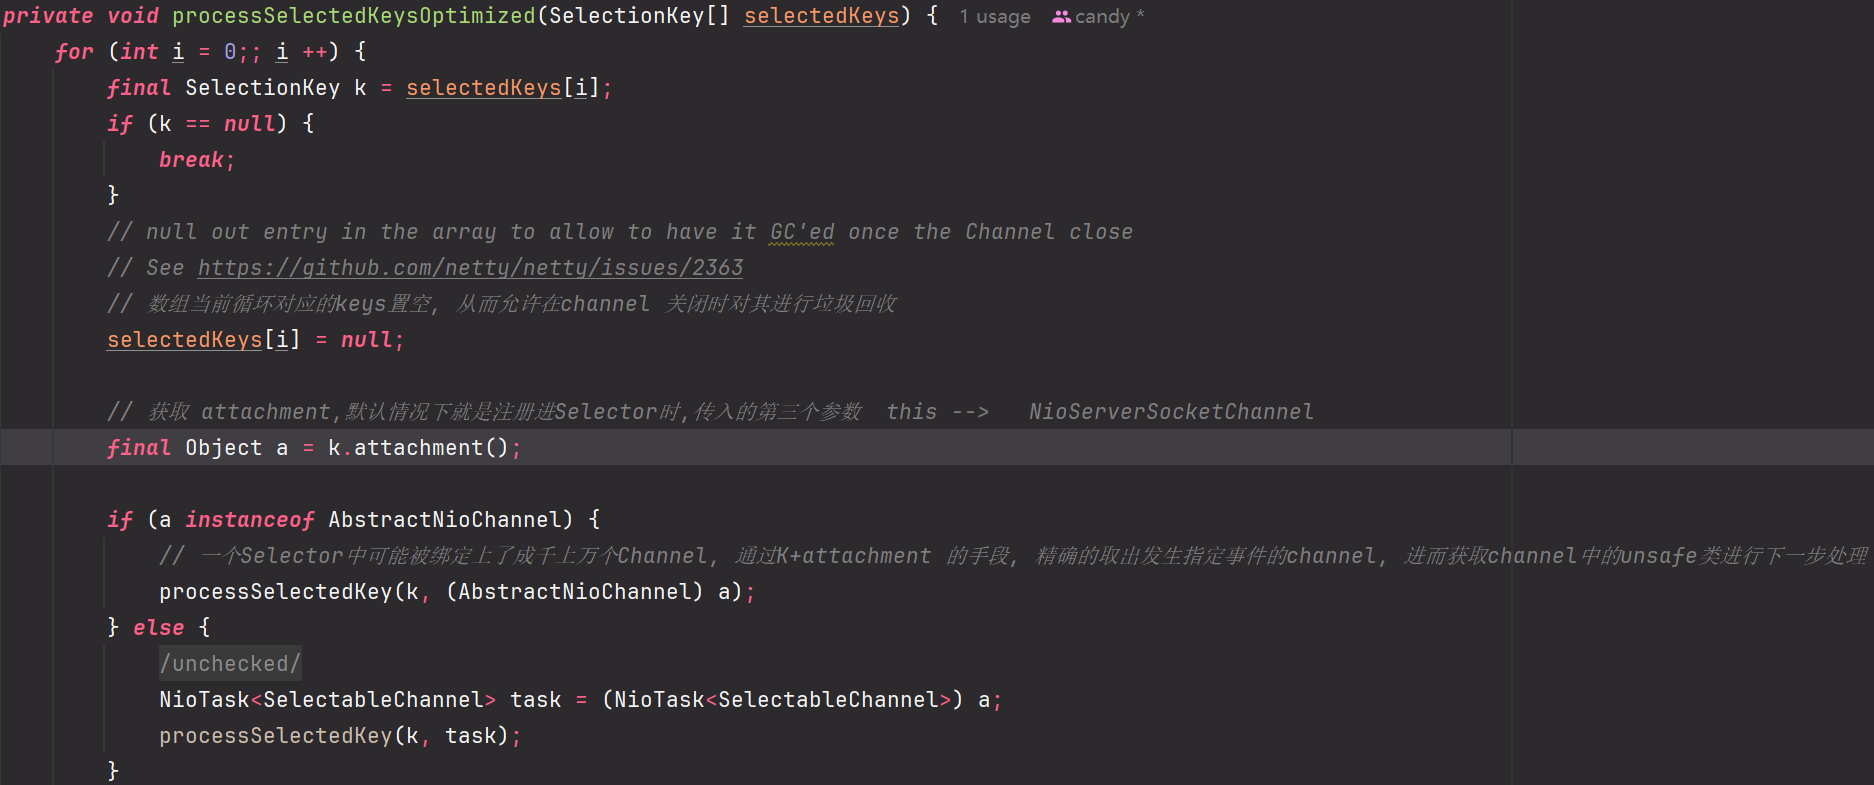 private void processSelectedKeysOptimized(SelectionKey[] selectedKeys) { 1 usage candy *
for (int i = 0;; i ++) {
final SelectionKey k = selectedKeys[i];
if (k == null) {
break;
}
// null out entry in the array to allow to have it GC'ed once the Channel close
// See https://github.com/netty/netty/issues/2363
// 数组当前循环对应的keys置空, 从而允许在channel 关闭时对其进行垃圾回收
selectedKeys[i] = null;
// 获取 attachment,默认情况下就是注册进Selector时,传入的第三个参数  this -->   NioServerSocketChannel
final Object a = k.attachment();
if (a instanceof AbstractNioChannel) {
// 一个Selector中可能被绑定上了成千上万个Channel, 通过K+attachment 的手段, 精确的取出发生指定事件的channel, 进而获取channel中的unsafe类进行下一步处理
processSelectedKey(k, (AbstractNioChannel) a);
} else {
/unchecked/
NioTask<SelectableChannel> task = (NioTask<SelectableChannel>) a;
processSelectedKey(k, task);
}